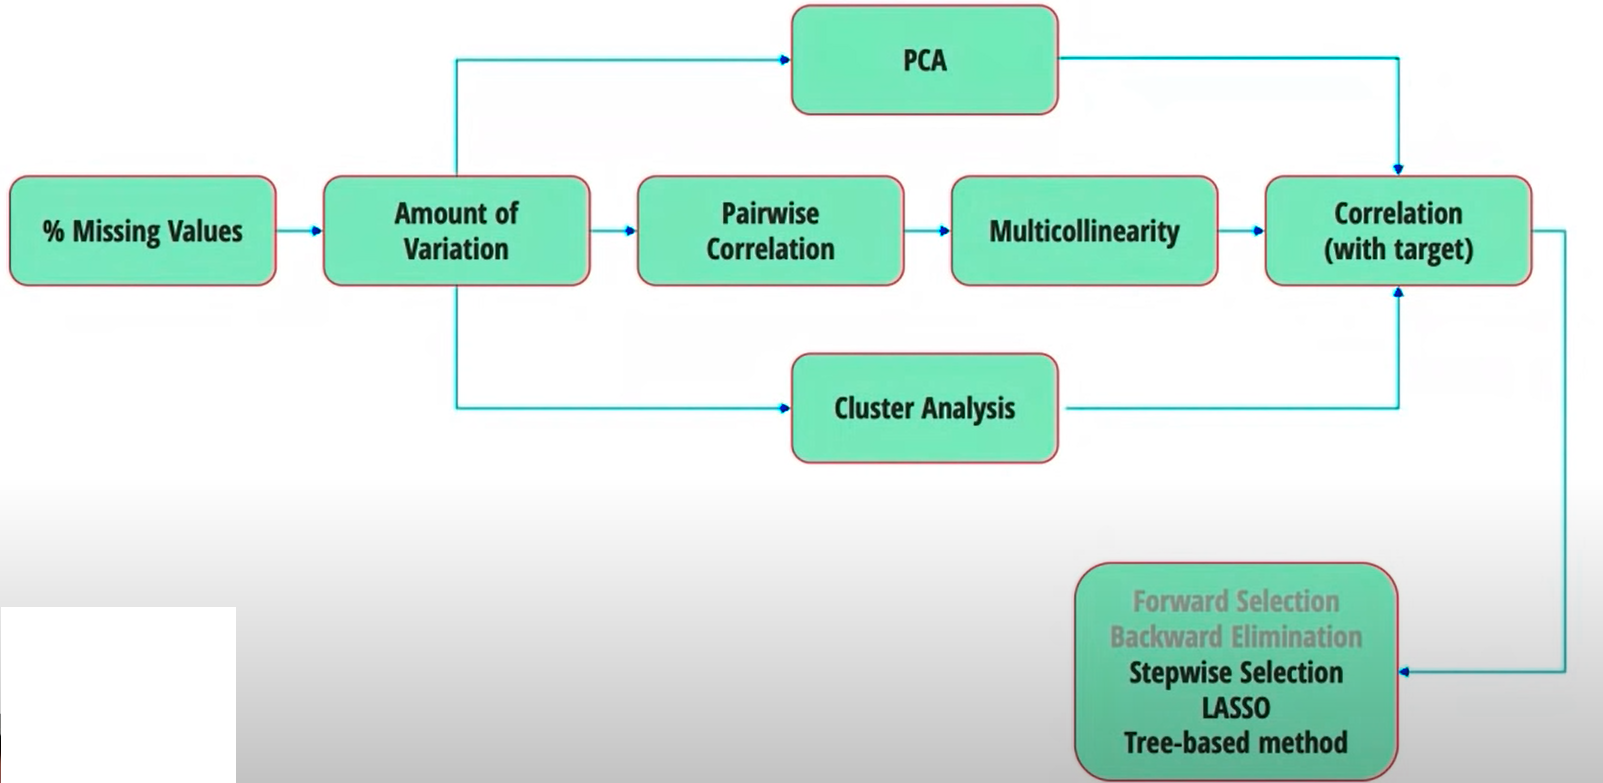 PCA
% Missing Values
Amount of
Variation
Pairwise
Correlation
Multicollinearity
Correlation
(with target)
Cluster Analysis
Forward Selection
Backward Elimination
Stepwise Selection
LASSO
Tree-based method